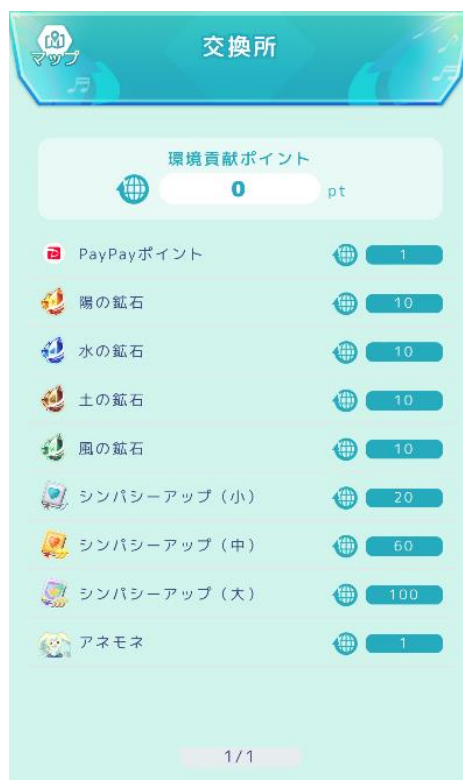 マップ
交換所
環境貢献ポイント
0 pt
PayPayポイント 1
陽の鉱石 10
水の鉱石 10
土の鉱石 10
風の鉱石 10
シンパシーアップ（小） 20
シンパシーアップ（中） 60
シンパシーアップ（大） 100
アネモネ 1
1/1